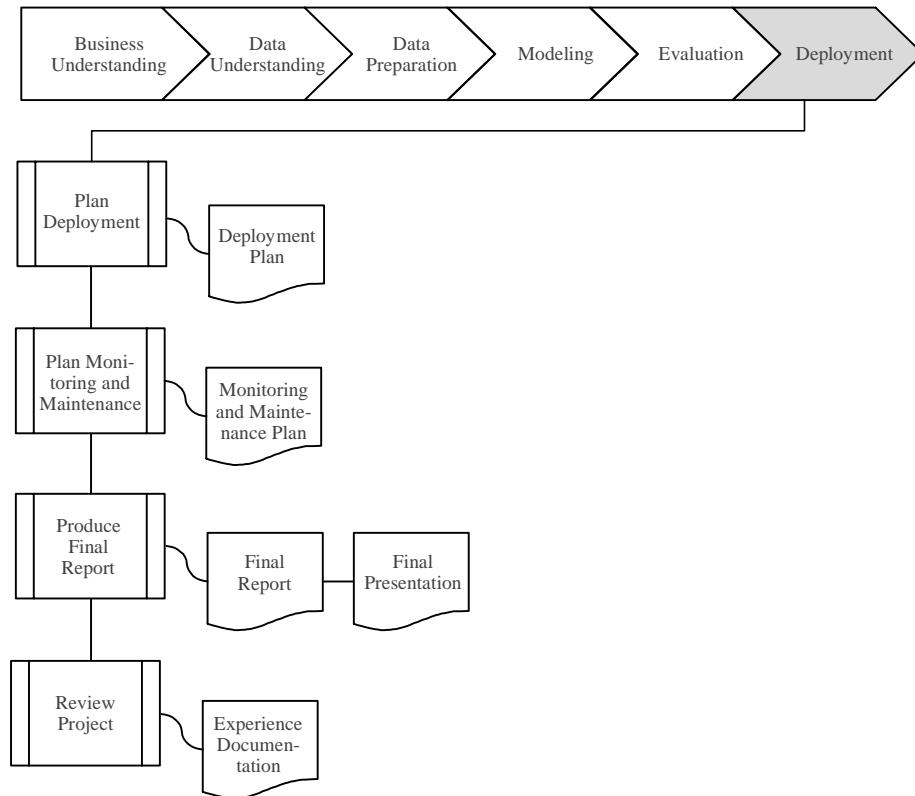 Business
Understanding
Data
Understanding
Data
Preparation
Modeling
Evaluation
Deployment
Plan
Deployment
Deployment
Plan
Plan Moni-
toring and
Maintenance
Monitoring
and Mainte-
nance Plan
Produce
Final
Report
Final
Report
Final
Presentation
Review
Project
Experience
Documen-
tation